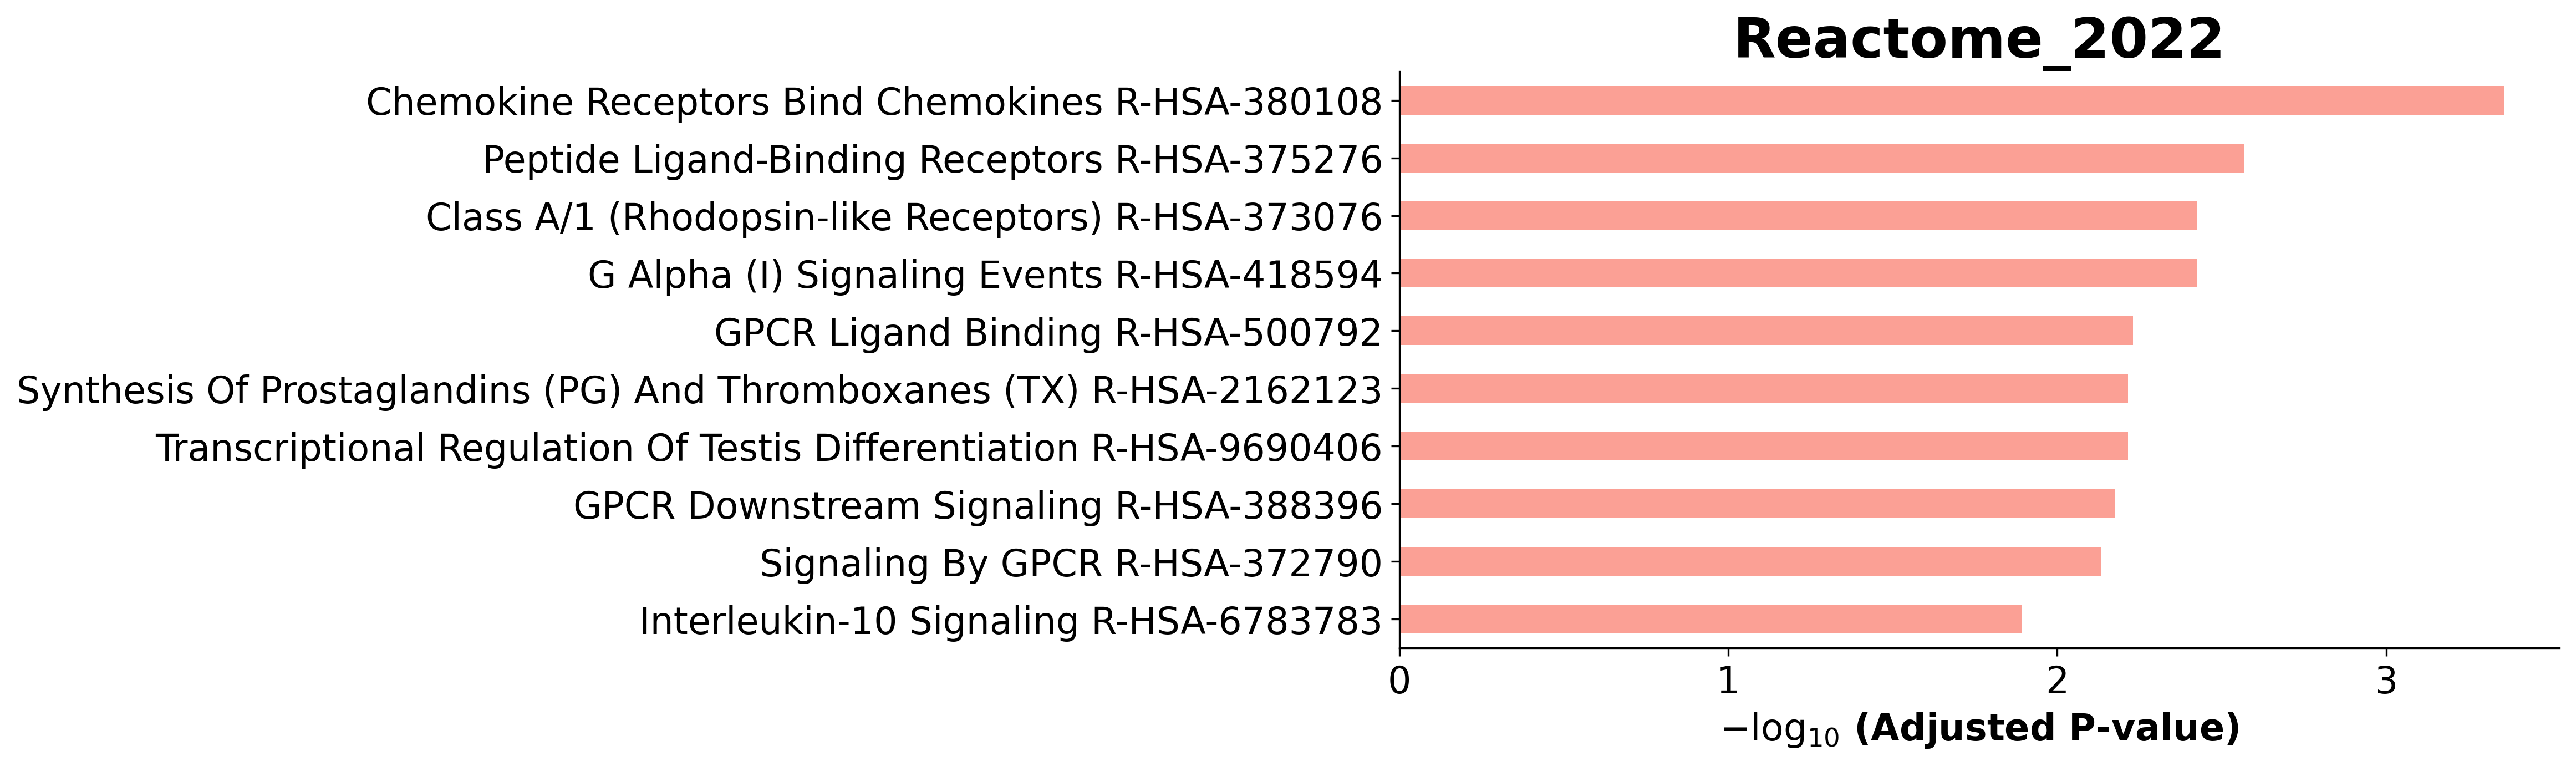 Reactome_2022
Chemokine Receptors Bind Chemokines R-HSA-380108
Peptide Ligand-Binding Receptors R-HSA-375276
Class A/1 (Rhodopsin-like Receptors) R-HSA-373076
G Alpha (I) Signaling Events R-HSA-418594
GPCR Ligand Binding R-HSA-500792
Synthesis Of Prostaglandins (PG) And Thromboxanes (TX) R-HSA-2162123
Transcriptional Regulation Of Testis Differentiation R-HSA-9690406
GPCR Downstream Signaling R-HSA-388396
Signaling By GPCR R-HSA-372790
Interleukin-10 Signaling R-HSA-6783783
0 1 2 3
−log₁₀ (Adjusted P-value)